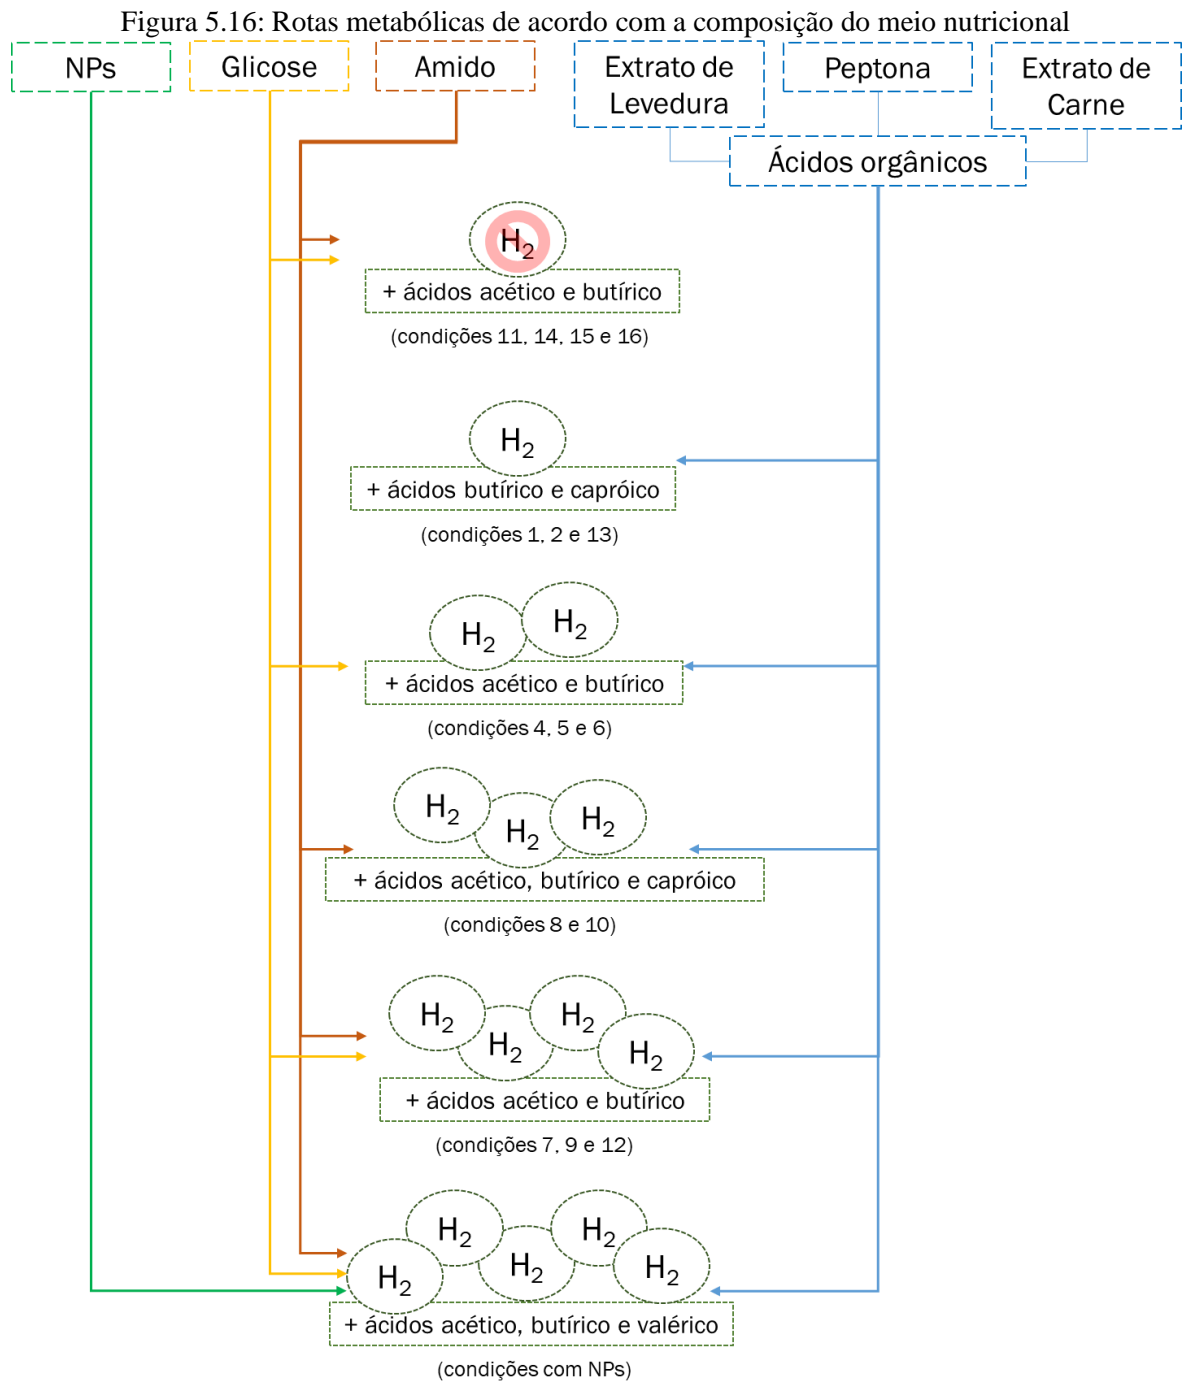 Figura 5.16: Rotas metabólicas de acordo com a composição do meio nutricional
NPs
Glicose
Amido
Extrato de
Levedura
Peptona
Extrato de
Carne
Ácidos orgânicos
H₂
+ ácidos acético e butírico
(condições 11, 14, 15 e 16)
H₂
+ ácidos butírico e capróico
(condições 1, 2 e 13)
H₂
H₂
+ ácidos acético e butírico
(condições 4, 5 e 6)
H₂
H₂
H₂
+ ácidos acético, butírico e capróico
(condições 8 e 10)
H₂
H₂
H₂
H₂
+ ácidos acético e butírico
(condições 7, 9 e 12)
H₂
H₂
H₂
H₂
H₂
+ ácidos acético, butírico e valérico
(condições com NPs)